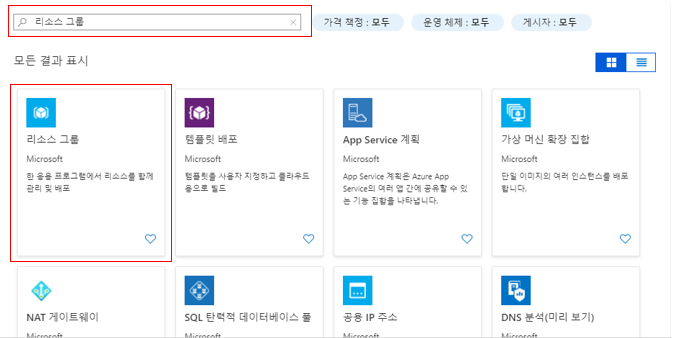 리소스 그룹
가격 책정 : 모두
운영 체제 : 모두
게시자 : 모두
모든 결과 표시
리소스 그룹
Microsoft
한 응용 프로그램에서 리소스를 함께
관리 및 배포
템플릿 배포
Microsoft
템플릿을 사용자 지정하고 클라우드
용으로 빌드
App Service 계획
Microsoft
App Service 계획은 Azure App
Service의 여러 앱 간에 공유할 수 있
는 기능 집합을 나타냅니다.
가상 머신 확장 집합
Microsoft
단일 이미지의 여러 인스턴스를 배포
합니다.
NAT 게이트웨이
Microsoft
SQL 탄력적 데이터베이스 풀
Microsoft
공용 IP 주소
Microsoft
DNS 분석(미리 보기)
Microsoft